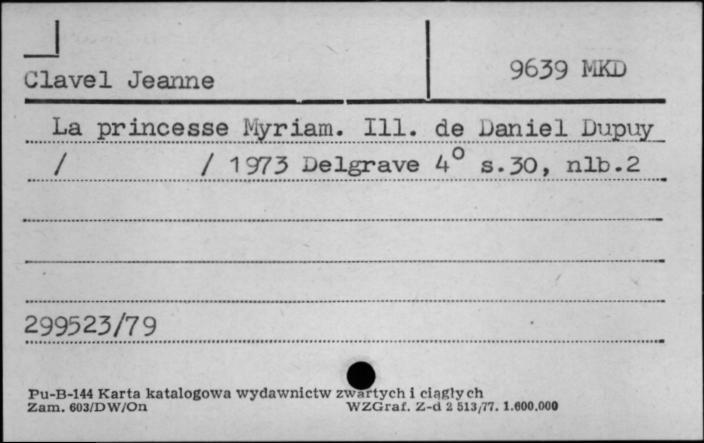 Clavel Jeanne
9639 MKD
La princesse Myriam. Ill. de Daniel Dupuy
/ / 1973 Delgrave 4° s.30, nlb.2
299523/79
Pu-B-144 Karta katalogowa wydawnictw zwartych i ciągłych
Zam. 603/DW/On WZGraf. Z-d 2 513/77. 1.600.000